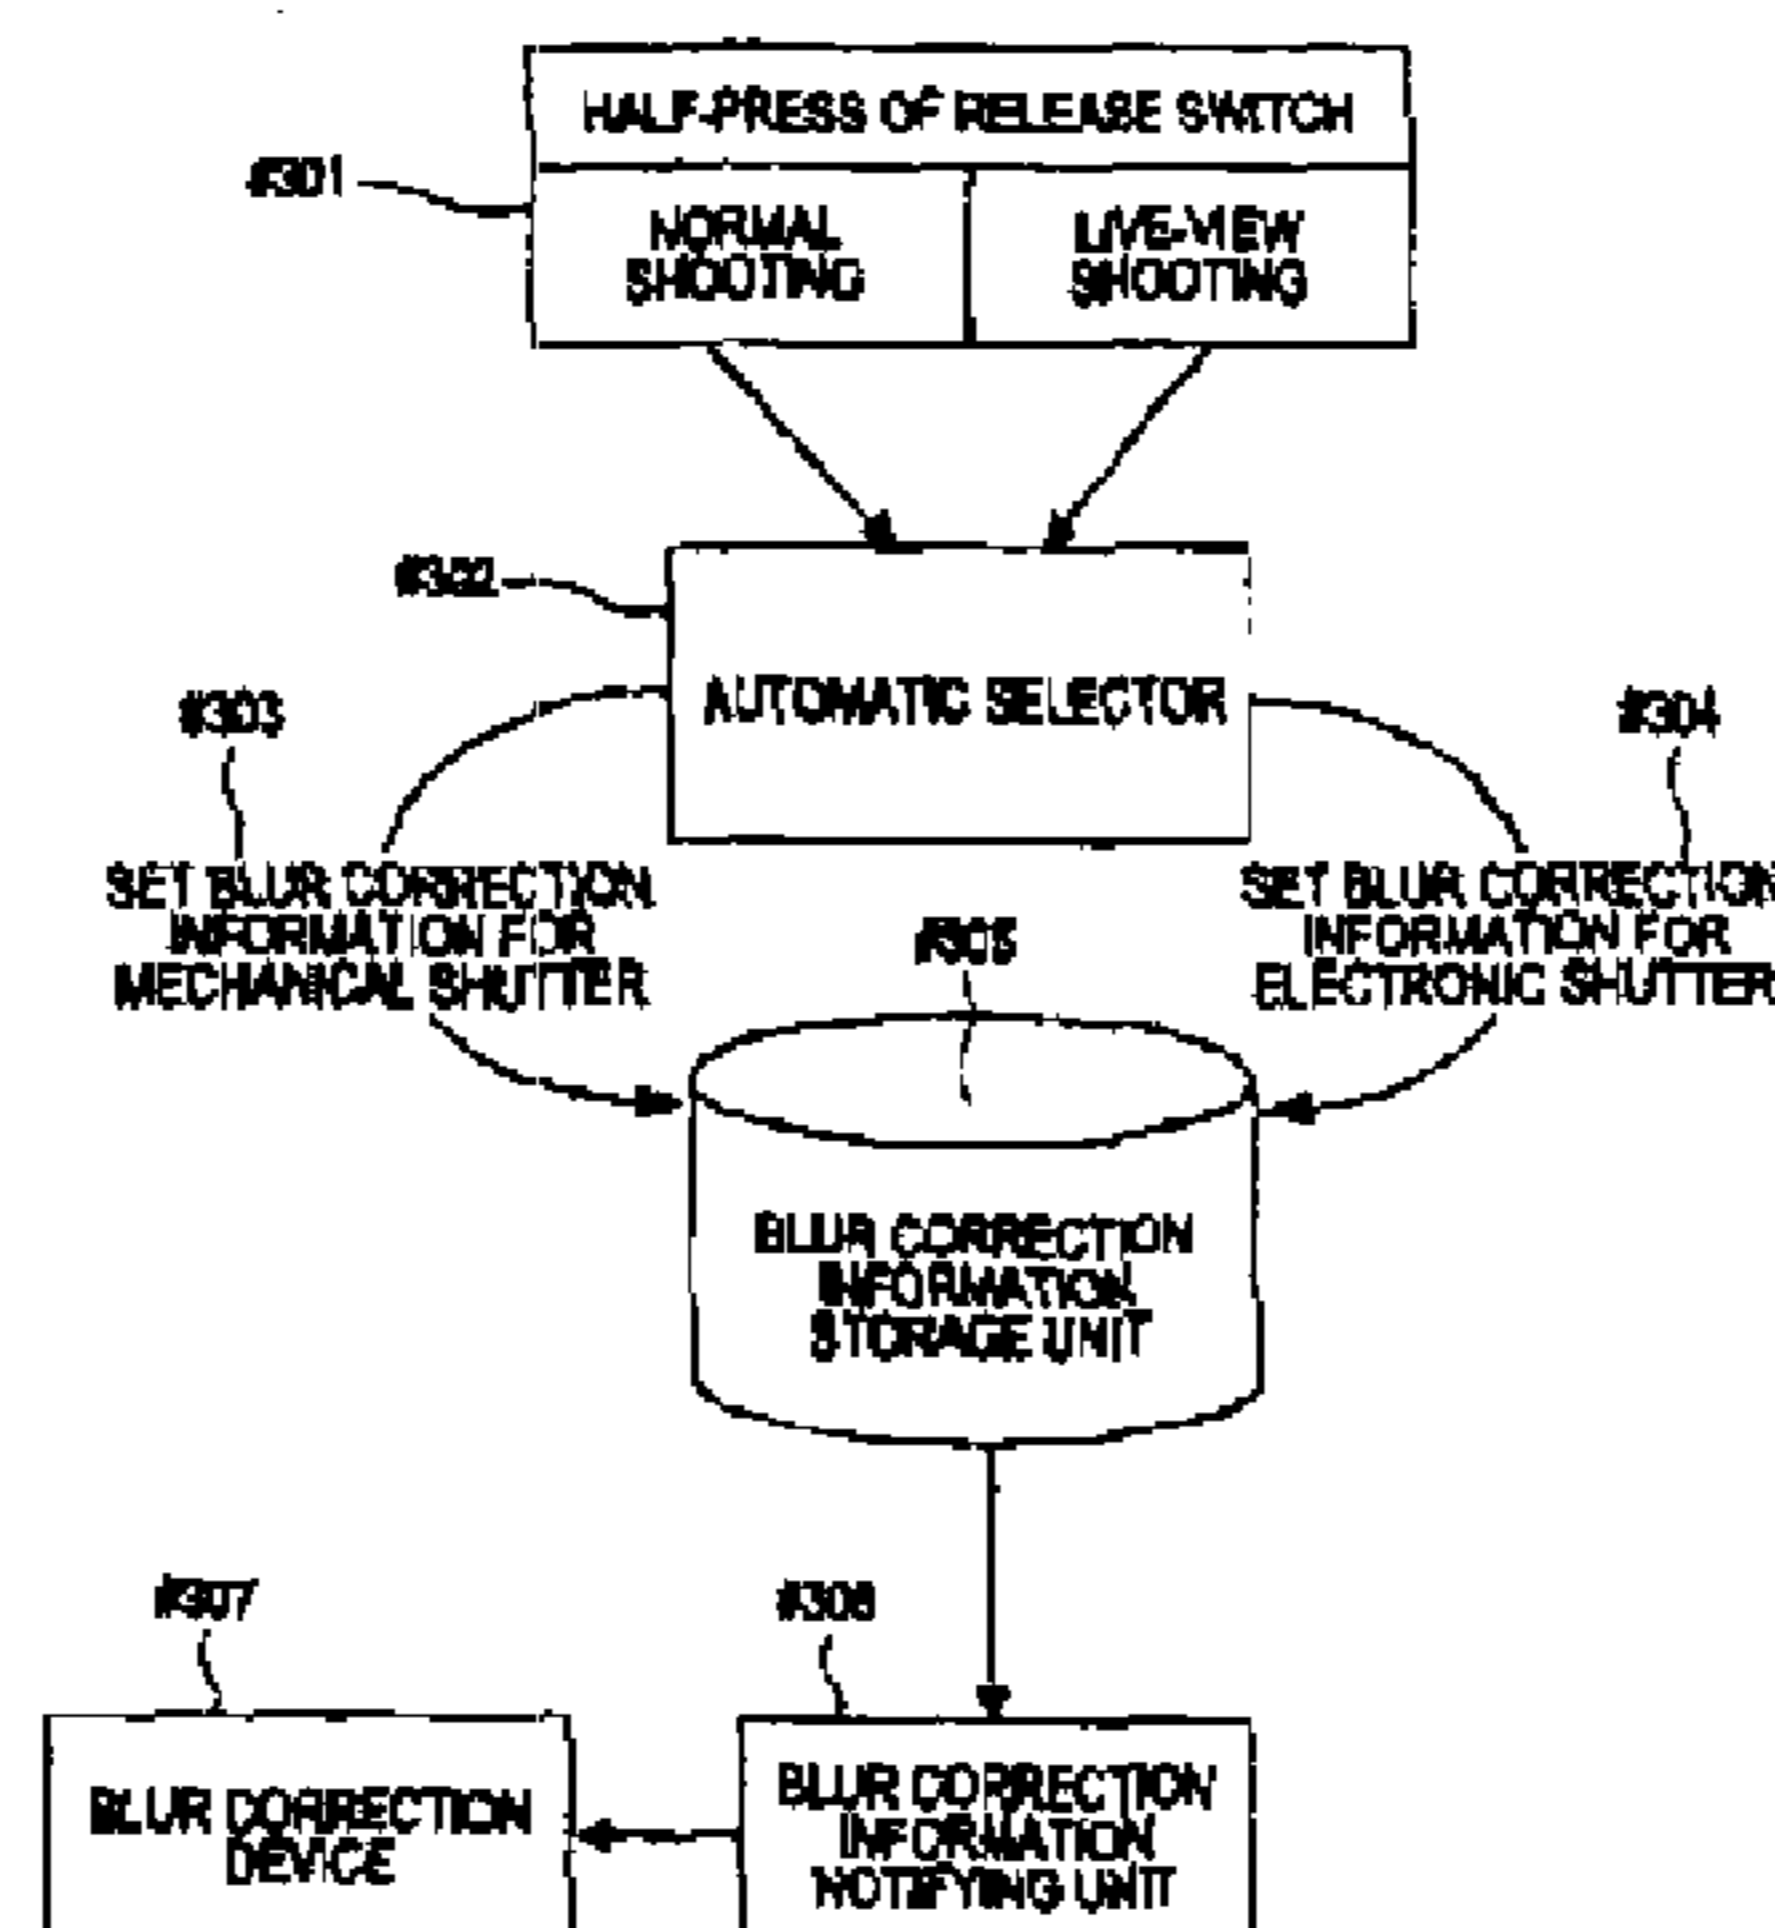 HALF-PRESS OF RELEASE SWITCH
#301
NORMAL
SHOOTING
LIVE-VIEW
SHOOTING
#302
AUTOMATIC SELECTOR
#303
#304
SET BLUR CORRECTION
INFORMATION FOR
MECHANICAL SHUTTER
SET BLUR CORRECTION
INFORMATION FOR
ELECTRONIC SHUTTER
#305
BLUR CORRECTION
INFORMATION
STORAGE UNIT
#307
#306
BLUR CORRECTION
DEVICE
BLUR CORRECTION
INFORMATION
NOTIFYING UNIT